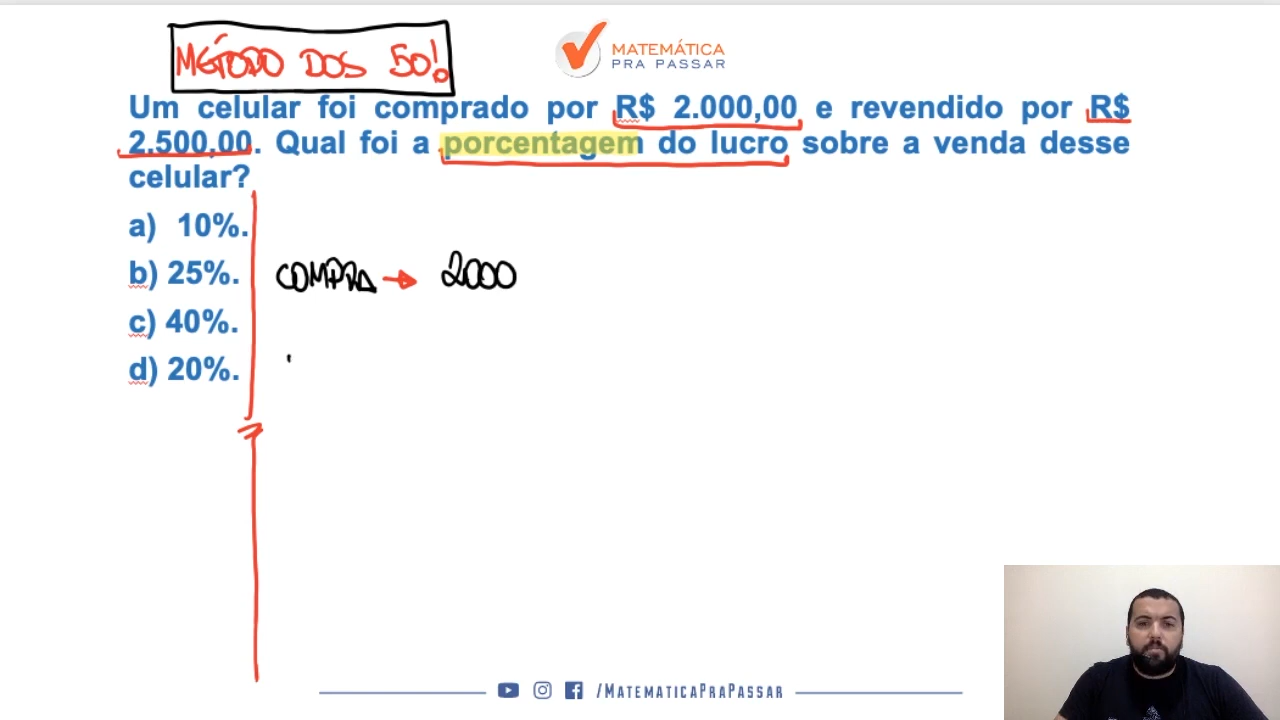 MÉTODO DOS 50!
MATEMÁTICA
PRA PASSAR
Um celular foi comprado por R$ 2.000,00 e revendido por R$
2.500,00. Qual foi a porcentagem do lucro sobre a venda desse
celular?
a) 10%.
b) 25%.
COMPRA → 2000
c) 40%.
d) 20%.
/MATEMATICAPRAPASSAR